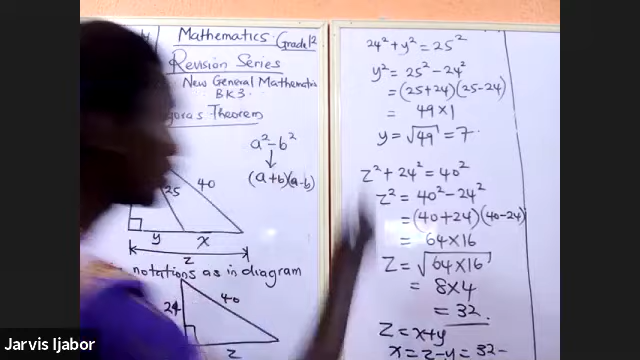 Mathematics Grade 12
Revision Series
New General Mathematics
BK3
Theorem
a² - b²
(a+b)(a-b)
25
40
y
x
z
notations as in diagram
24
40
z
24² + y² = 25²
y² = 25² - 24²
= (25+24)(25-24)
= 49 × 1
y = √49 = 7
z² + 24² = 40²
z² = 40² - 24²
= (40+24)(40-24)
= 64 × 16
z = √64 × 16
= 8 × 4
= 32
z = x + y
x = z - y = 32 -
Jarvis Ijabor